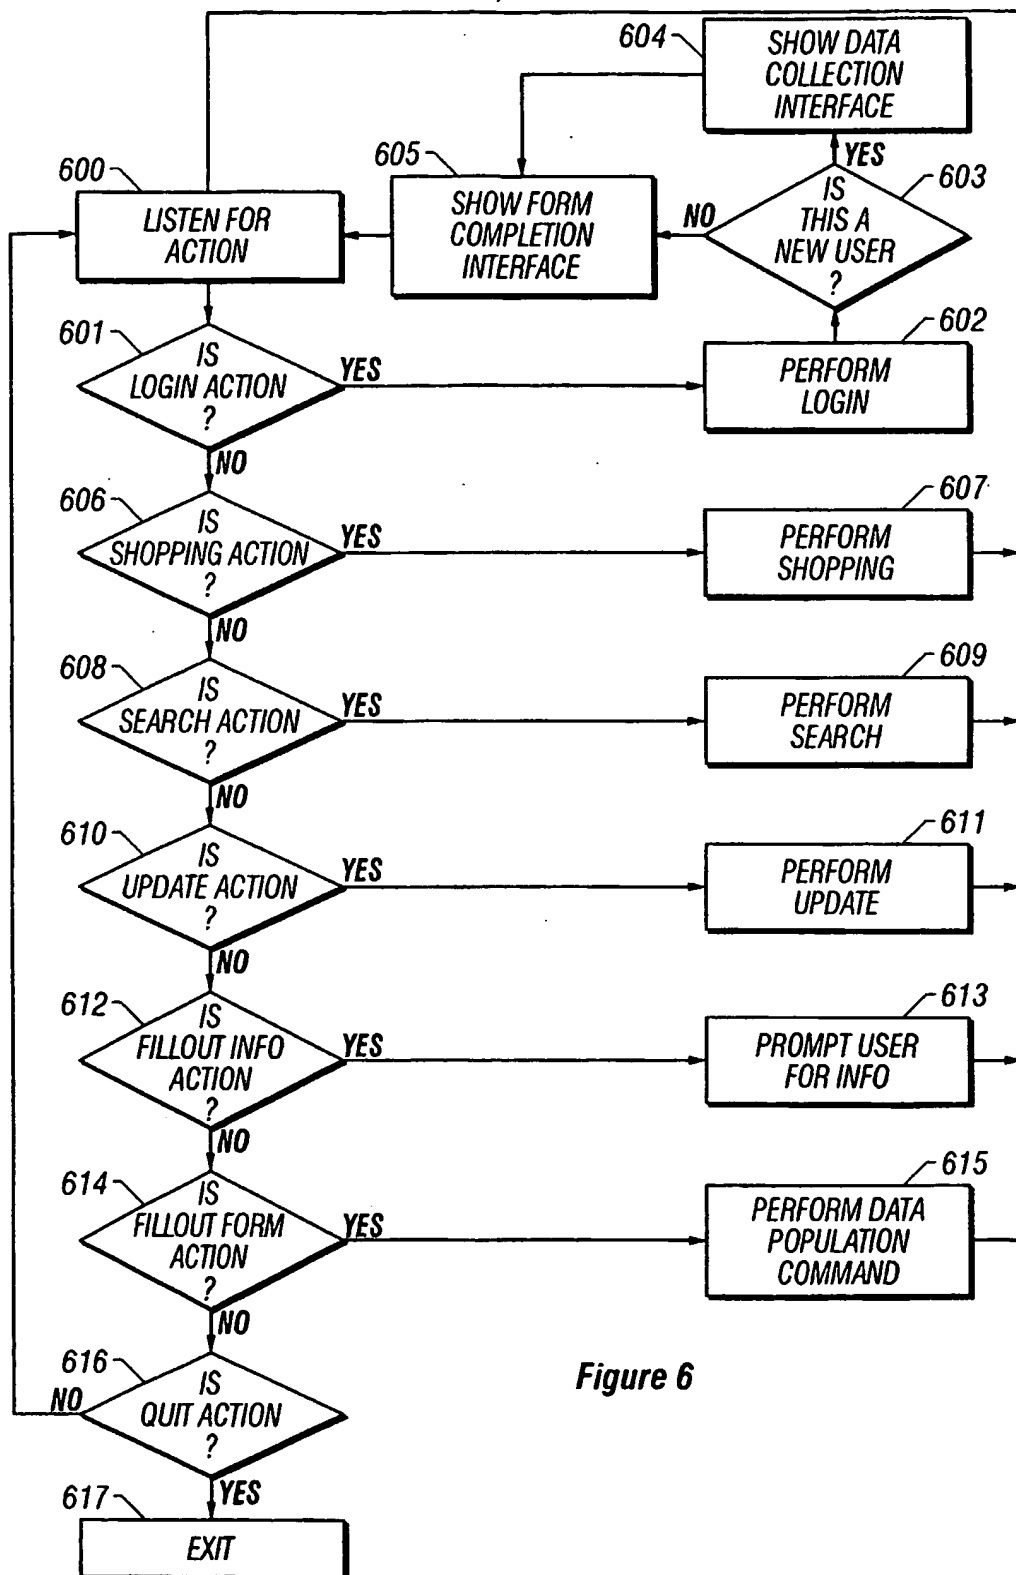 604
SHOW DATA
COLLECTION
INTERFACE
YES
600
LISTEN FOR
ACTION
605
SHOW FORM
COMPLETION
INTERFACE
NO
603
IS
THIS A
NEW USER
?
601
IS
LOGIN ACTION
?
YES
NO
602
PERFORM
LOGIN
606
IS
SHOPPING ACTION
?
YES
NO
607
PERFORM
SHOPPING
608
IS
SEARCH ACTION
?
YES
NO
609
PERFORM
SEARCH
610
IS
UPDATE ACTION
?
YES
NO
611
PERFORM
UPDATE
612
IS
FILLOUT INFO
ACTION
?
YES
NO
613
PROMPT USER
FOR INFO
614
IS
FILLOUT FORM
ACTION
?
YES
NO
615
PERFORM DATA
POPULATION
COMMAND
616
IS
QUIT ACTION
?
NO
YES
Figure 6
617
EXIT